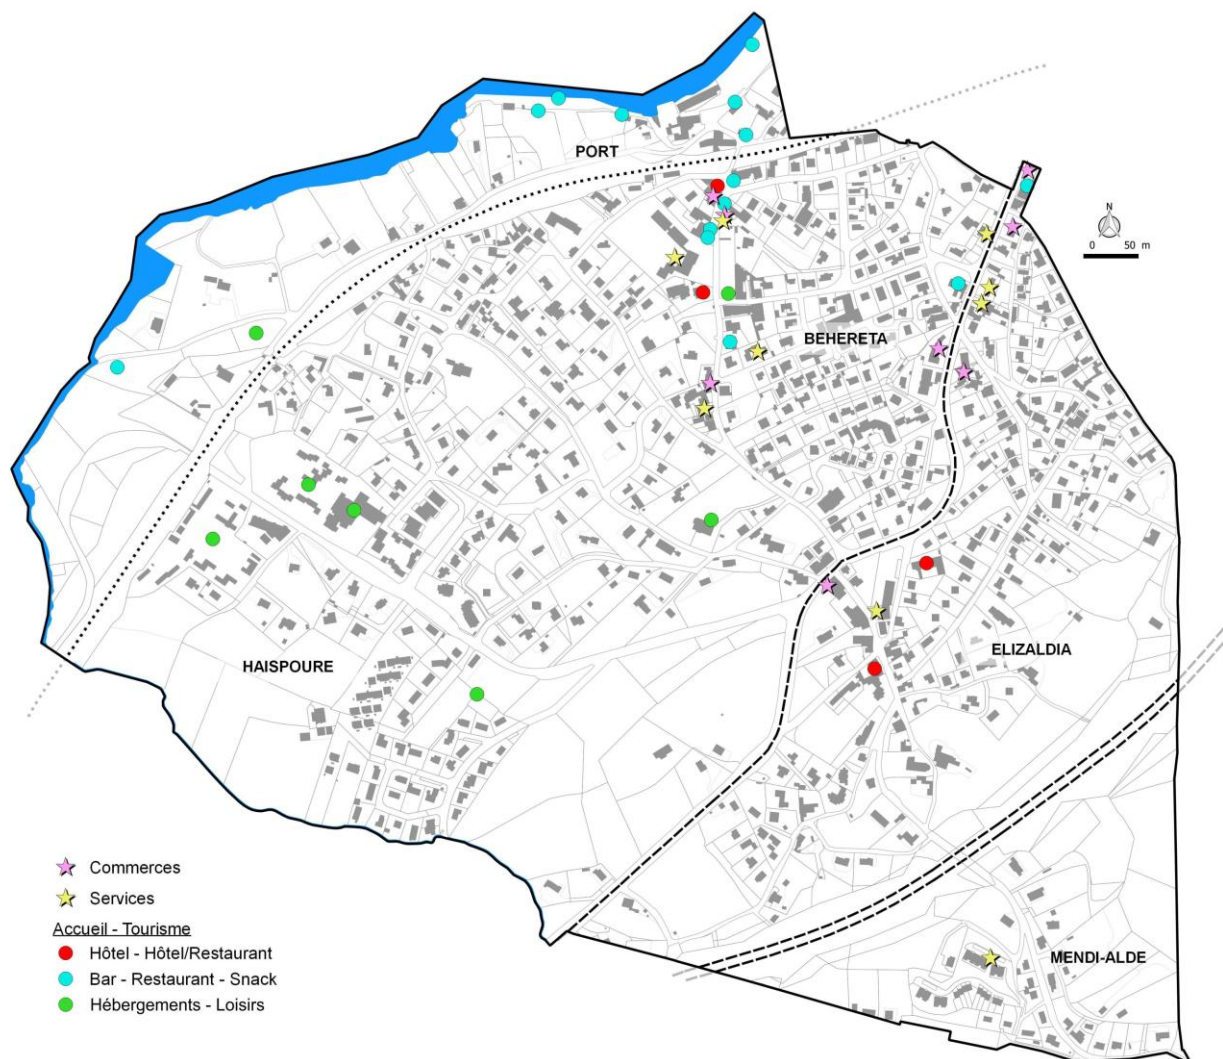 PORT
N
0 50 m
BEHERETA
HAISPOURE
ELIZALDIA
MENDI-ALDE
Commerces
Services
Accueil - Tourisme
Hôtel - Hôtel/Restaurant
Bar - Restaurant - Snack
Hébergements - Loisirs